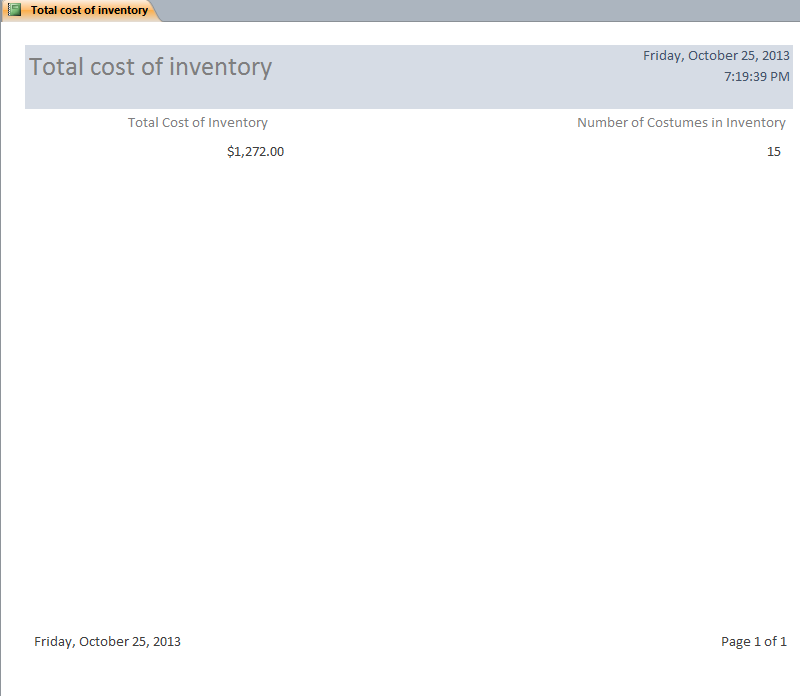 Total cost of inventory
Total cost of inventory
Friday, October 25, 2013
7:19:39 PM
Total Cost of Inventory Number of Costumes in Inventory
$1,272.00 15
Friday, October 25, 2013 Page 1 of 1